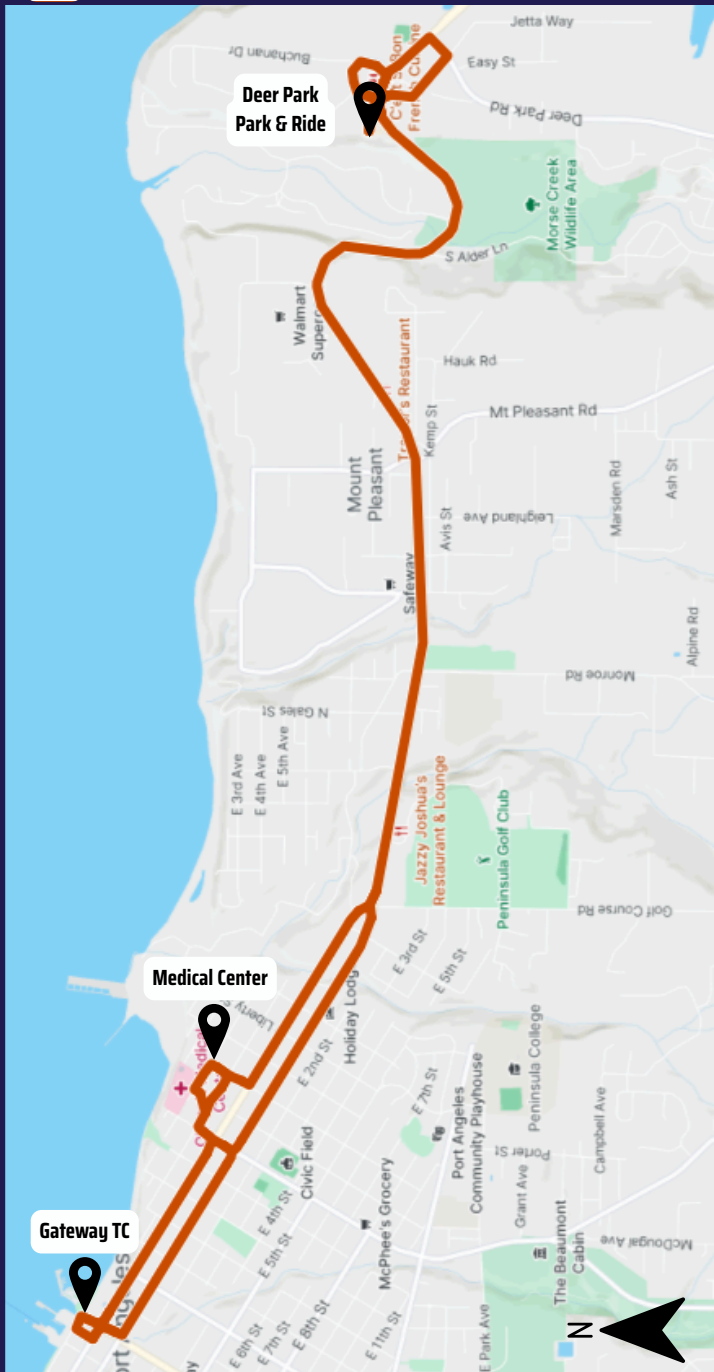 Jetta Way
Buchanan Dr
Easy St
Deer Park
Park & Ride
Deer Park Rd
Morse Creek
Wildlife Area
S Alder Ln
Walmart
Hauk Rd
Restaurant
Kemp St
Mt Pleasant Rd
Mount
Pleasant
Avis St
Leighland Ave
Marsden Rd
Ash St
Safeway
Alpine Rd
Monroe Rd
N Gales St
E 3rd Ave
E 4th Ave
E 5th Ave
Jazzy Joshua's
Restaurant & Lounge
Peninsula Golf Club
Golf Course Rd
E 3rd St
E 5th St
Medical Center
Liberty
Holiday
E 2nd St
E 7th St
Port Angeles
Community Playhouse
Peninsula College
Porter St
Campbell Ave
Grant Ave
Civic Field
E 4th St
E 5th St
McPhee's Grocery
The Beaumont
Cabin
McDougal Ave
Gateway TC
E 6th St
E 7th St
E 8th St
E 11th St
E Park Ave
N